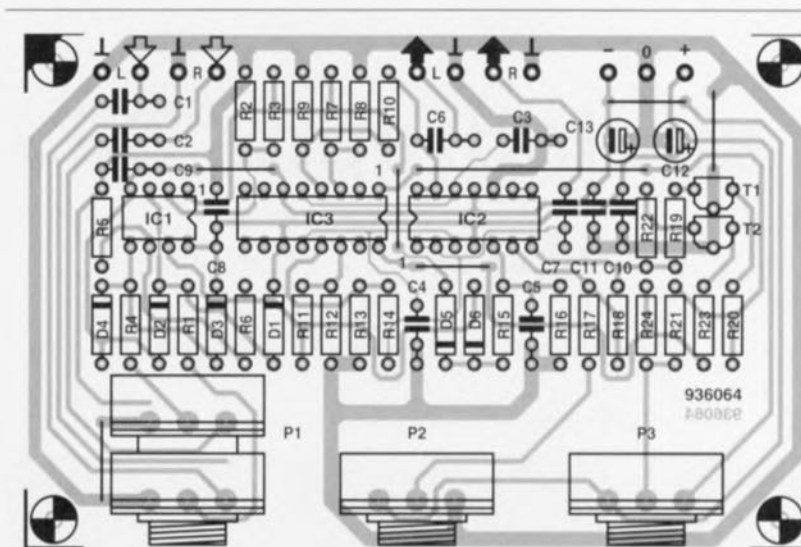 ⊥ L ⊥ R L ⊥ R ⊥ − 0 +
C1
R2 R3 R9 R7 R8 R10
C6 C3 C13
C2
C9 1 1 C12
T1
R5 IC1 IC3 IC2 R22 R19
T2
1
C8 C4 C5 C7 C11 C10
D4 R4 D2 R1 D3 R6 D1 R11 R12 R13 R14 D5 D6 R15 R16 R17 R18 R24 R21 R23 R20
936064
936064
P1 P2 P3